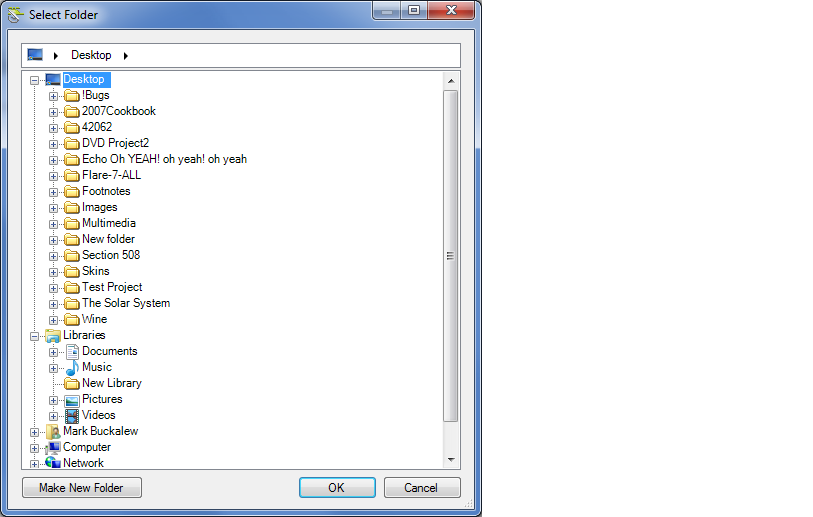 Select Folder
Desktop
Desktop
!Bugs
2007Cookbook
42062
DVD Project2
Echo Oh YEAH! oh yeah! oh yeah
Flare-7-ALL
Footnotes
Images
Multimedia
New folder
Section 508
Skins
Test Project
The Solar System
Wine
Libraries
Documents
Music
New Library
Pictures
Videos
Mark Buckalew
Computer
Network
Make New Folder OK Cancel